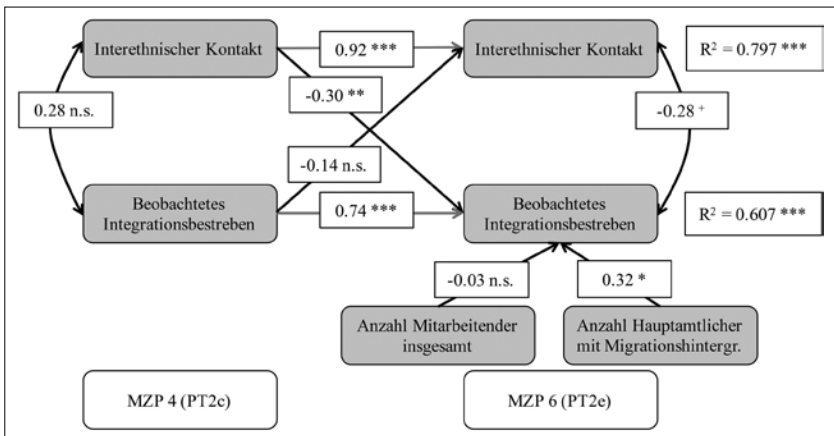 Interethnischer Kontakt
0.92 ***
Interethnischer Kontakt
R² = 0.797 ***
-0.30 **
0.28 n.s.
-0.28 ⁺
-0.14 n.s.
Beobachtetes
Integrationsbestreben
0.74 ***
Beobachtetes
Integrationsbestreben
R² = 0.607 ***
-0.03 n.s.
0.32 *
Anzahl Mitarbeitender
insgesamt
Anzahl Hauptamtlicher
mit Migrationshintergr.
MZP 4 (PT2c)
MZP 6 (PT2e)